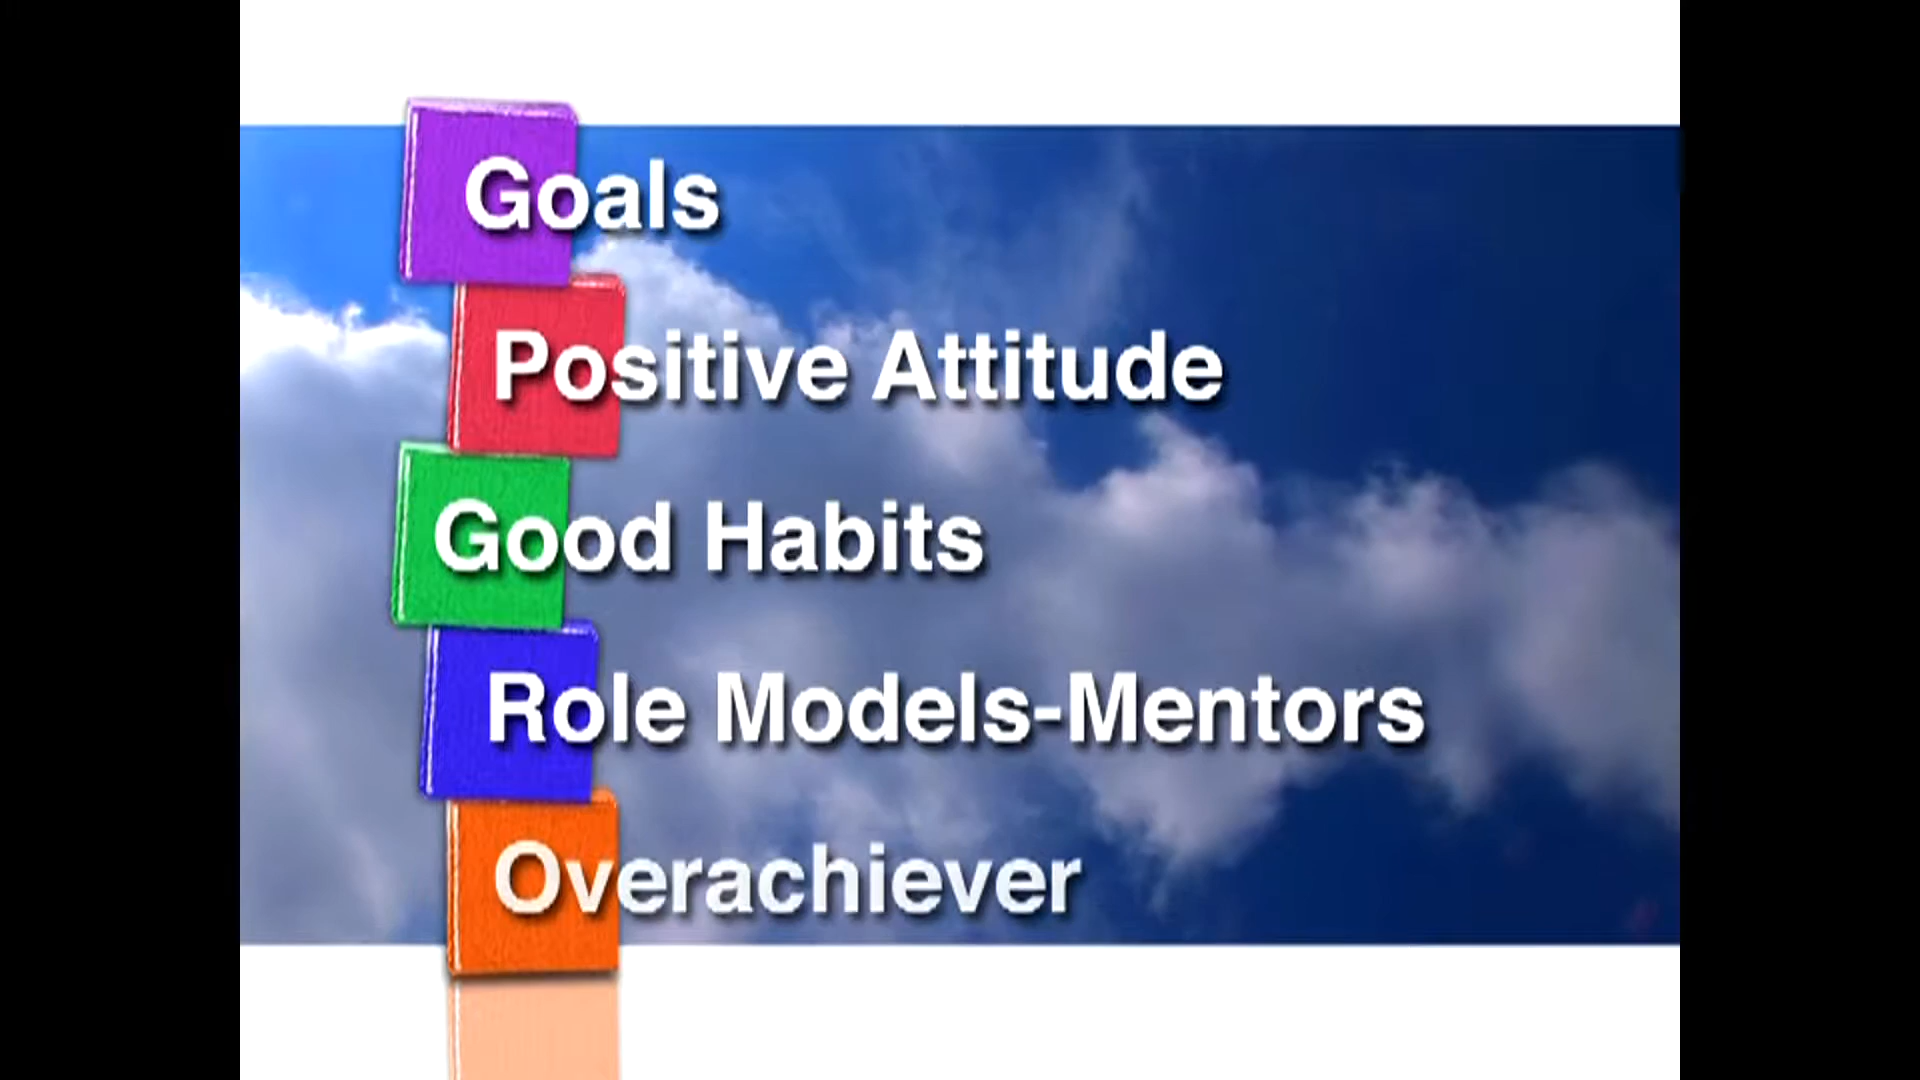 Goals
Positive Attitude
Good Habits
Role Models-Mentors
Overachiever